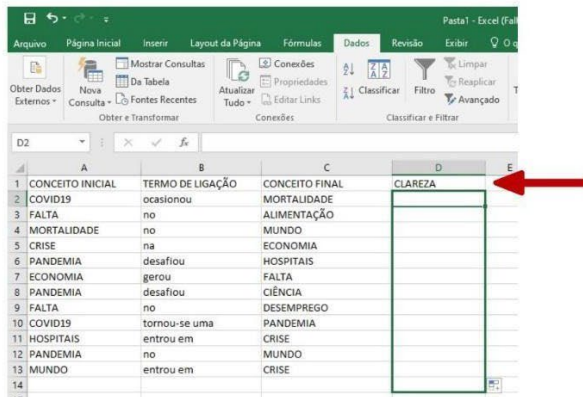 Pasta1 - Excel (Fal
Arquivo Página Inicial Inserir Layout da Página Fórmulas Dados Revisão Exibir O q
Obter Dados Externos
Nova Consulta
Mostrar Consultas
Da Tabela
Fontes Recentes
Obter e Transformar
Atualizar Tudo
Conexões
Propriedades
Editar Links
Conexões
Classificar
Filtro
Limpar
Reaplicar
Avançado
Classificar e Filtrar
T
D2 fx
A B C D E
1 CONCEITO INICIAL TERMO DE LIGAÇÃO CONCEITO FINAL CLAREZA
2 COVID19 ocasionou MORTALIDADE
3 FALTA no ALIMENTAÇÃO
4 MORTALIDADE no MUNDO
5 CRISE na ECONOMIA
6 PANDEMIA desafiou HOSPITAIS
7 ECONOMIA gerou FALTA
8 PANDEMIA desafiou CIÊNCIA
9 FALTA no DESEMPREGO
10 COVID19 tornou-se uma PANDEMIA
11 HOSPITAIS entrou em CRISE
12 PANDEMIA no MUNDO
13 MUNDO entrou em CRISE
14